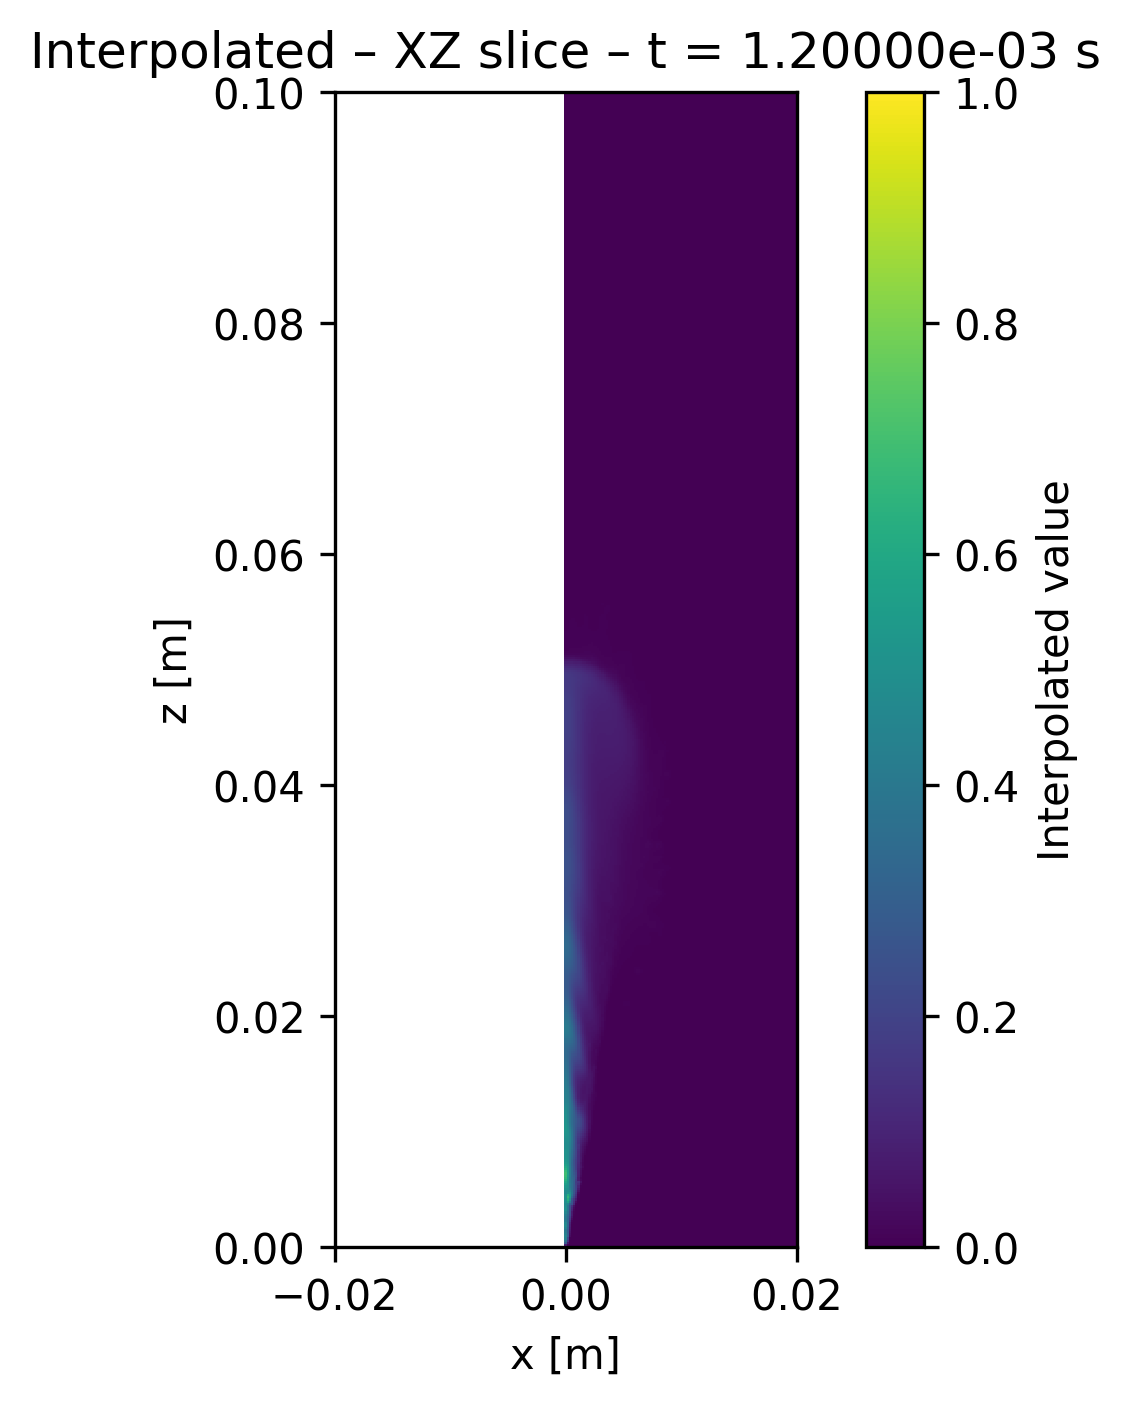 Interpolated – XZ slice – t = 1.20000e-03 s
0.10
0.08
0.06
0.04
0.02
0.00
z [m]
−0.02 0.00 0.02
x [m]
1.0
0.8
0.6
0.4
0.2
0.0
Interpolated value